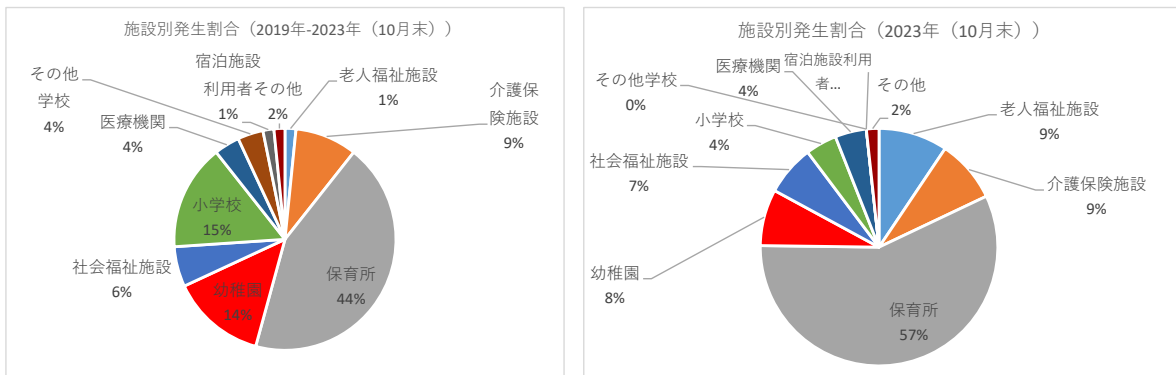 施設別発生割合（2019年-2023年（10月末））
宿泊施設
利用者
1%
その他
2%
老人福祉施設
1%
介護保
険施設
9%
その他
学校
4%
医療機関
4%
小学校
15%
保育所
44%
社会福祉施設
6%
幼稚園
14%
施設別発生割合（2023年（10月末））
医療機関
4%
宿泊施設利用
者...
その他
2%
その他学校
0%
老人福祉施設
9%
小学校
4%
社会福祉施設
7%
介護保険施設
9%
幼稚園
8%
保育所
57%